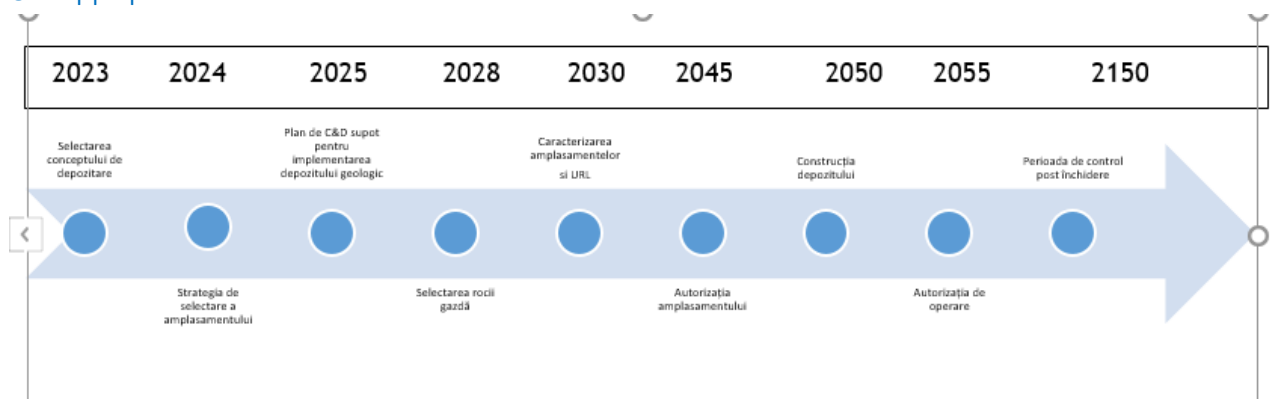 2023 2024 2025 2028 2030 2045 2050 2055 2150
Selectarea
conceptului de
depozitare
Plan de C&D supot
pentru
implementarea
depozitului geologic
Caracterizarea
amplasamentelor
si URL
Construcția
depozitului
Perioada de control
post închidere
Strategia de
selectare a
amplasamentului
Selectarea rocii
gazdă
Autorizația
amplasamentului
Autorizația de
operare